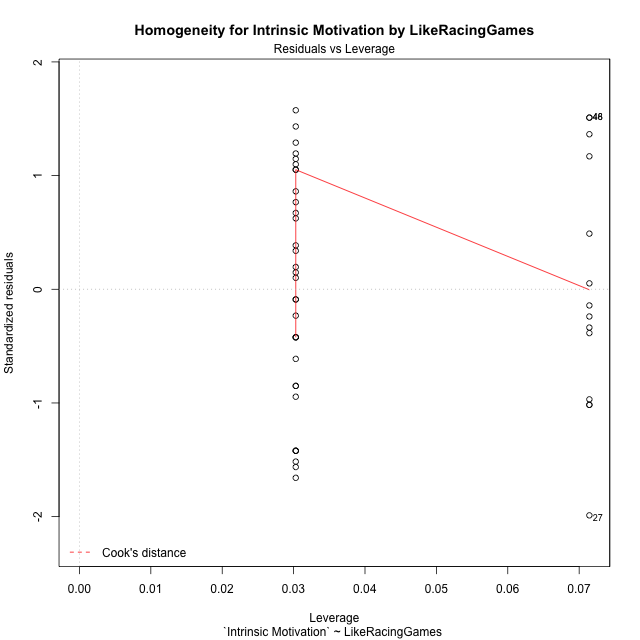 Homogeneity for Intrinsic Motivation by LikeRacingGames
Residuals vs Leverage
2
1
0
-1
-2
Standardized residuals
27
Cook's distance
0.00 0.01 0.02 0.03 0.04 0.05 0.06 0.07
Leverage
`Intrinsic Motivation` ~ LikeRacingGames